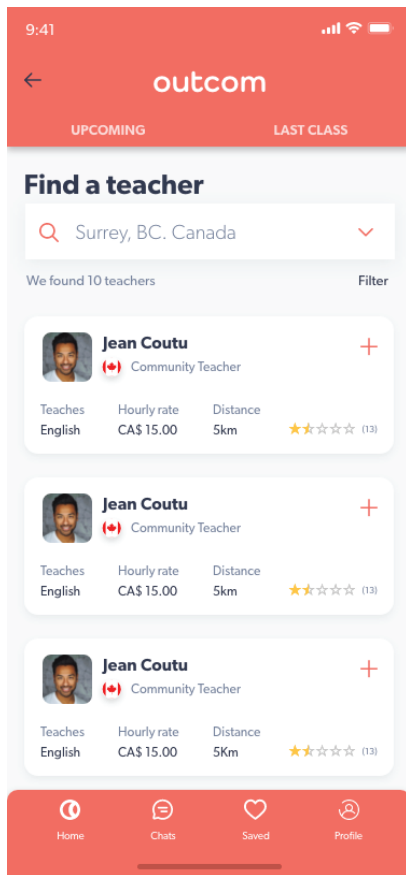 9:41
outcom
UPCOMING LAST CLASS
Find a teacher
Surrey, BC. Canada
We found 10 teachers Filter
Jean Coutu
Community Teacher
Teaches Hourly rate Distance
English CA$ 15.00 5km (13)
Jean Coutu
Community Teacher
Teaches Hourly rate Distance
English CA$ 15.00 5km (13)
Jean Coutu
Community Teacher
Teaches Hourly rate Distance
English CA$ 15.00 5Km (13)
Home Chats Saved Profile